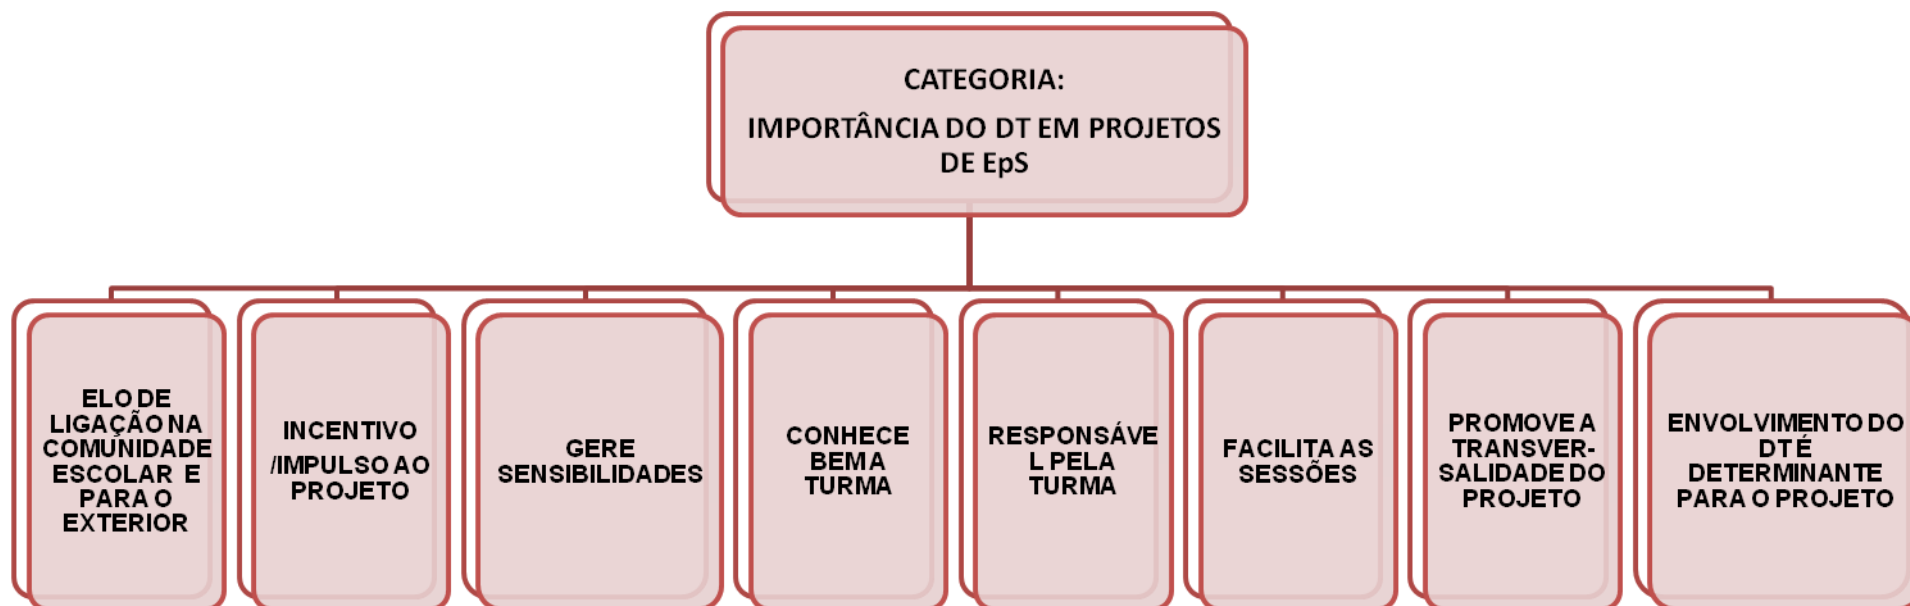 CATEGORIA:
IMPORTÂNCIA DO DT EM PROJETOS
DE EpS
ELO DE
LIGAÇÃO NA
COMUNIDADE
ESCOLAR E
PARA O
EXTERIOR
INCENTIVO
/IMPULSO AO
PROJETO
GERE
SENSIBILIDADES
CONHECE
BEM A
TURMA
RESPONSÁVE
L PELA
TURMA
FACILITA AS
SESSÕES
PROMOVE A
TRANSVER-
SALIDADE DO
PROJETO
ENVOLVIMENTO DO
DT É
DETERMINANTE
PARA O PROJETO